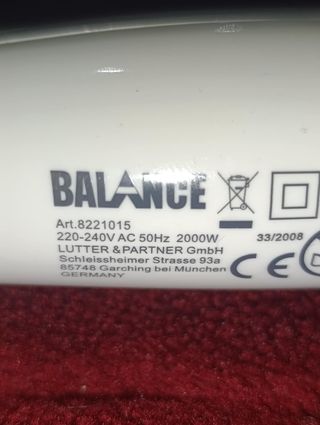 BALANCE
Art.8221015
220-240V AC 50Hz 2000W 33/2008
LUTTER &PARTNER GmbH
Schleissheimer Strasse 93a
85748 Garching bei München
GERMANY
CE